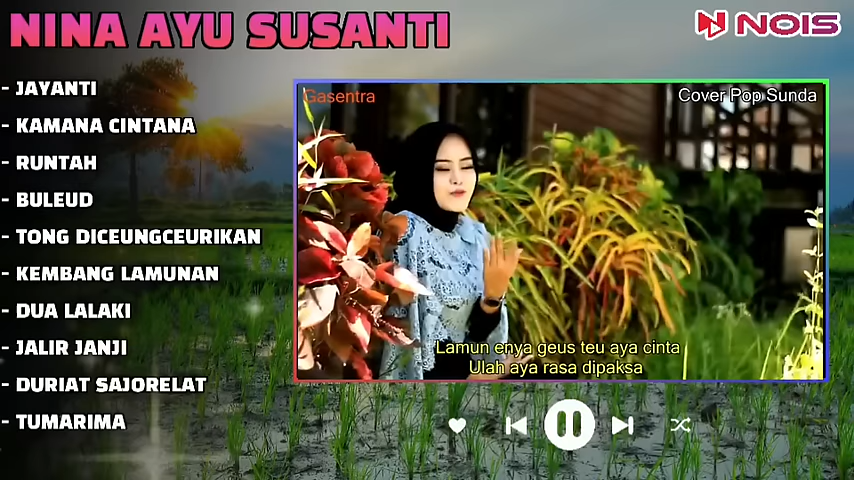 NINA AYU SUSANTI
NOIS
- JAYANTI
- KAMANA CINTANA
- RUNTAH
- BULEUD
- TONG DICEUNGCEURIKAN
- KEMBANG LAMUNAN
- DUA LALAKI
- JALIR JANJI
- DURIAT SAJORELAT
- TUMARIMA
Gasentra
Cover Pop Sunda
Lamun enya geus teu aya cinta
Ulah aya rasa dipaksa